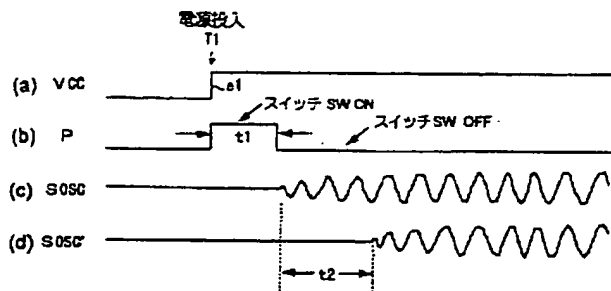 電源投入
T1
(a) VCC
e1
スイッチ SW ON
(b) P
t1
スイッチ SW OFF
(c) SOSC
(d) SOSC'
t2